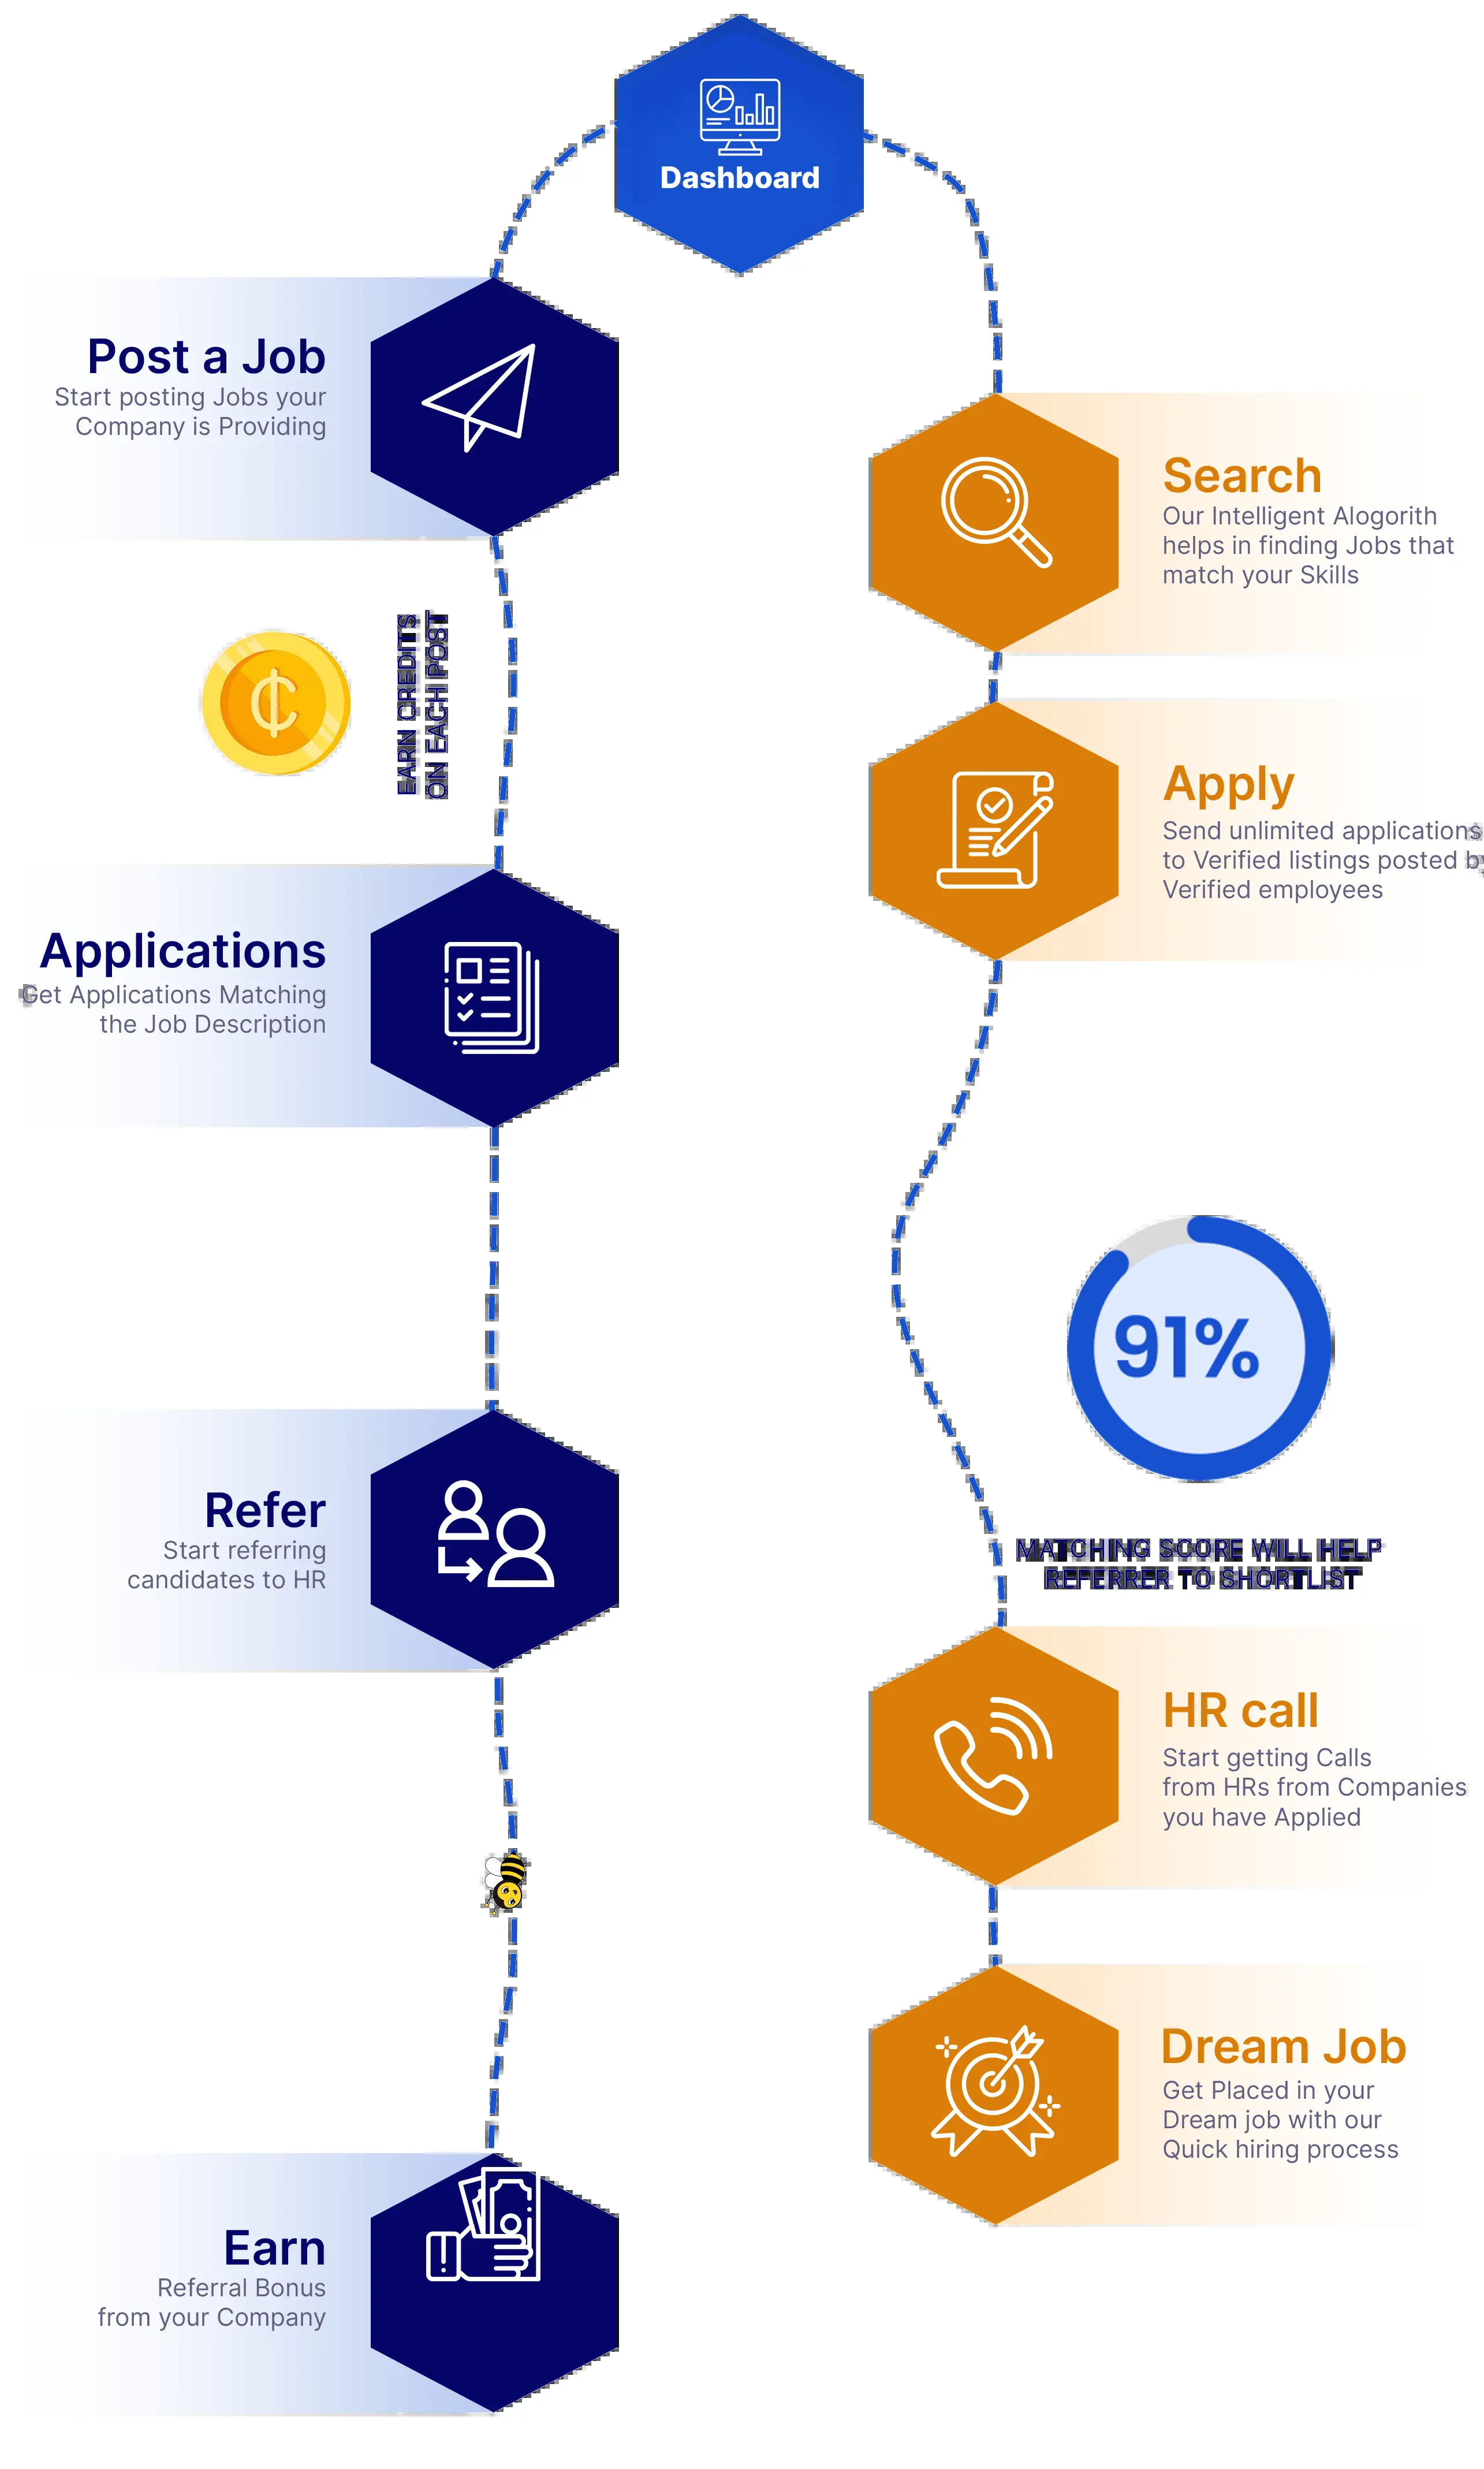 Dashboard
Post a Job
Start posting Jobs your
Company is Providing
EARN CREDITS
ON EACH POST
Applications
Get Applications Matching
the Job Description
Refer
Start referring
candidates to HR
Earn
Referral Bonus
from your Company
Search
Our Intelligent Alogorith
helps in finding Jobs that
match your Skills
Apply
Send unlimited applications
to Verified listings posted
Verified employees
91%
MATCHING SCORE WILL HELP
REFERRER TO SHORTLIST
HR call
Start getting Calls
from HRs from Companies
you have Applied
Dream Job
Get Placed in your
Dream job with our
Quick hiring process